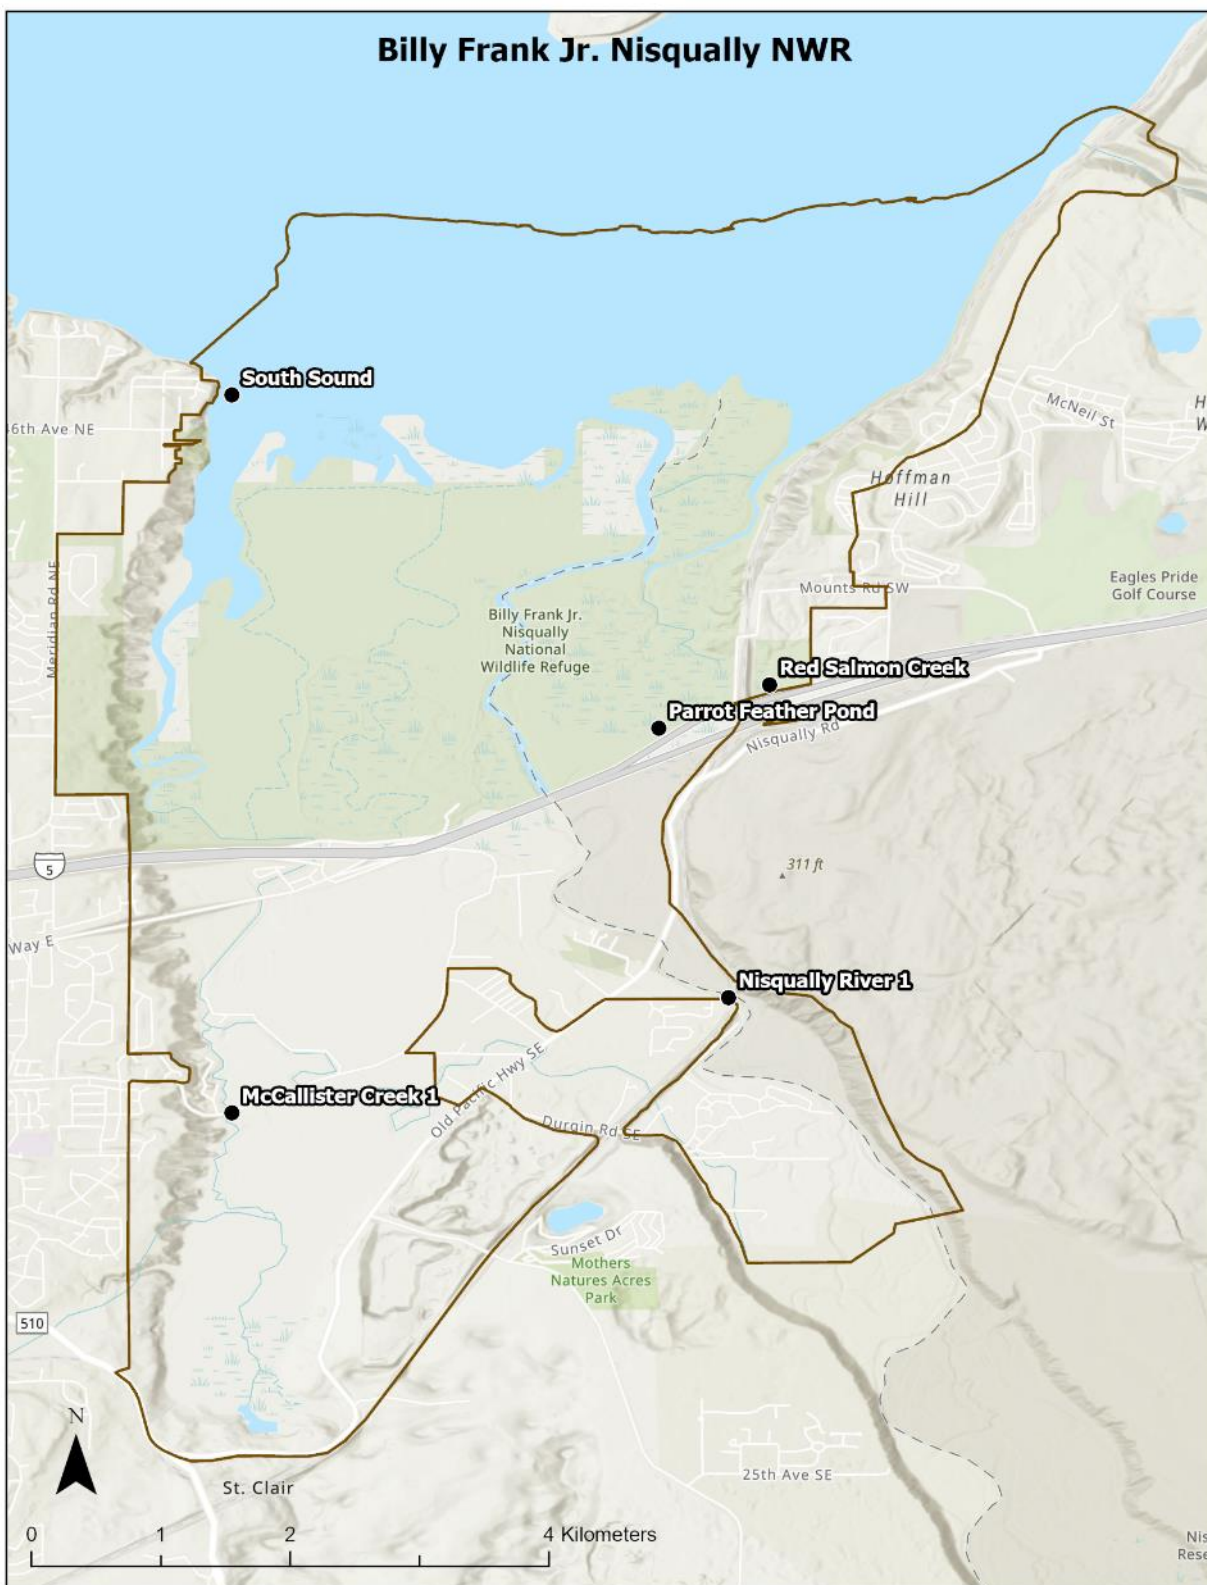 Billy Frank Jr. Nisqually NWR
South Sound
46th Ave NE
McNeil St
Hoffman
Hill
Meridian Rd NE
Mounts Rd SW
Eagles Pride
Golf Course
Billy Frank Jr.
Nisqually
National
Wildlife Refuge
Red Salmon Creek
Parrot Feather Pond
Nisqually Rd
5
311 ft
Way E
Nisqually River 1
Old Pacific Hwy SE
McCallister Creek 1
Durgin Rd SE
Sunset Dr
Mothers
Natures Acres
Park
510
N
25th Ave SE
St. Clair
0 1 2 4 Kilometers
Nis
Rese